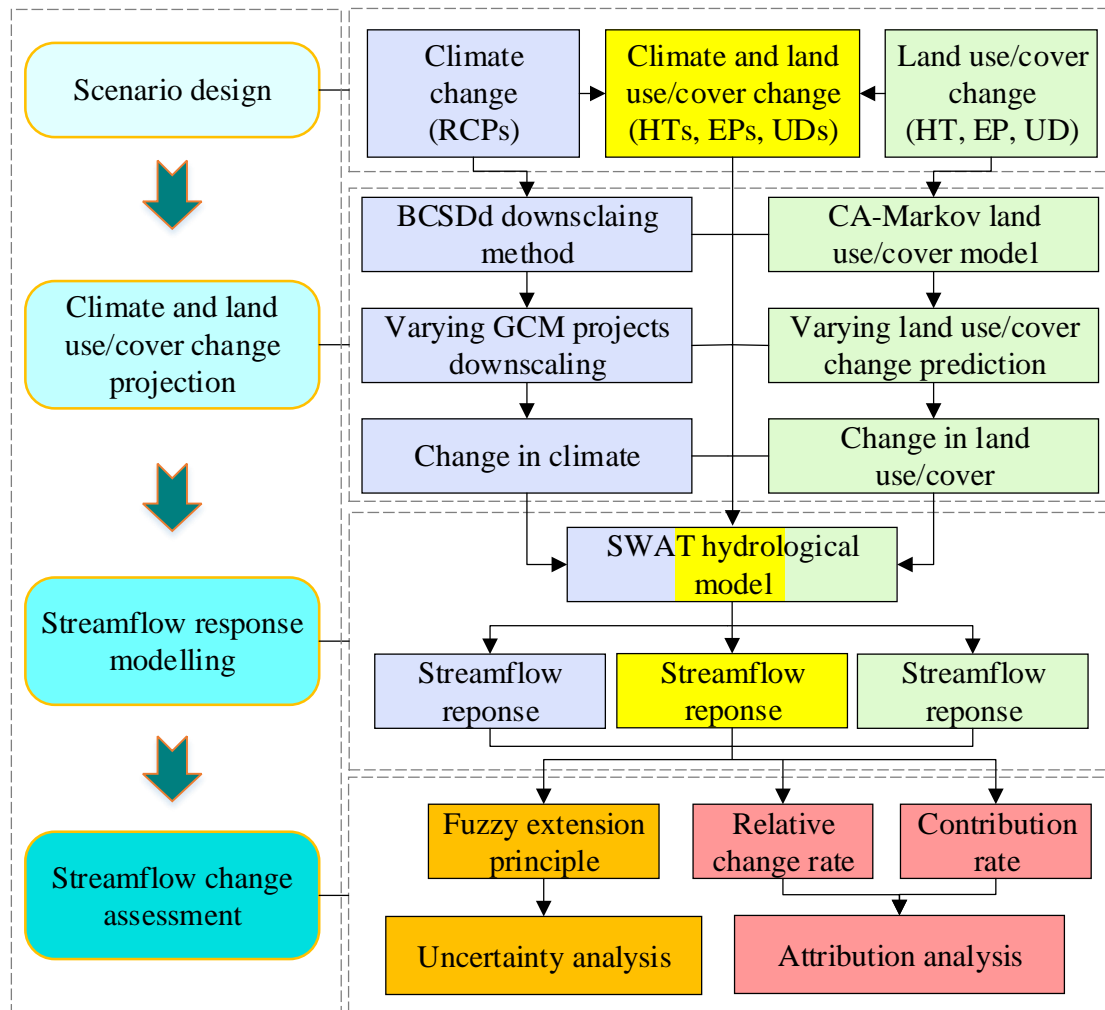 Scenario design
Climate
change
(RCPs)
Climate and land
use/cover change
(HTs, EPs, UDs)
Land use/cover
change
(HT, EP, UD)
Climate and land
use/cover change
projection
BCSDd downsclaing
method
CA-Markov land
use/cover model
Varying GCM projects
downscaling
Varying land use/cover
change prediction
Change in climate
Change in land
use/cover
Streamflow response
modelling
SWAT hydrological
model
Streamflow
reponse
Streamflow
reponse
Streamflow
reponse
Streamflow change
assessment
Fuzzy extension
principle
Relative
change rate
Contribution
rate
Uncertainty analysis
Attribution analysis